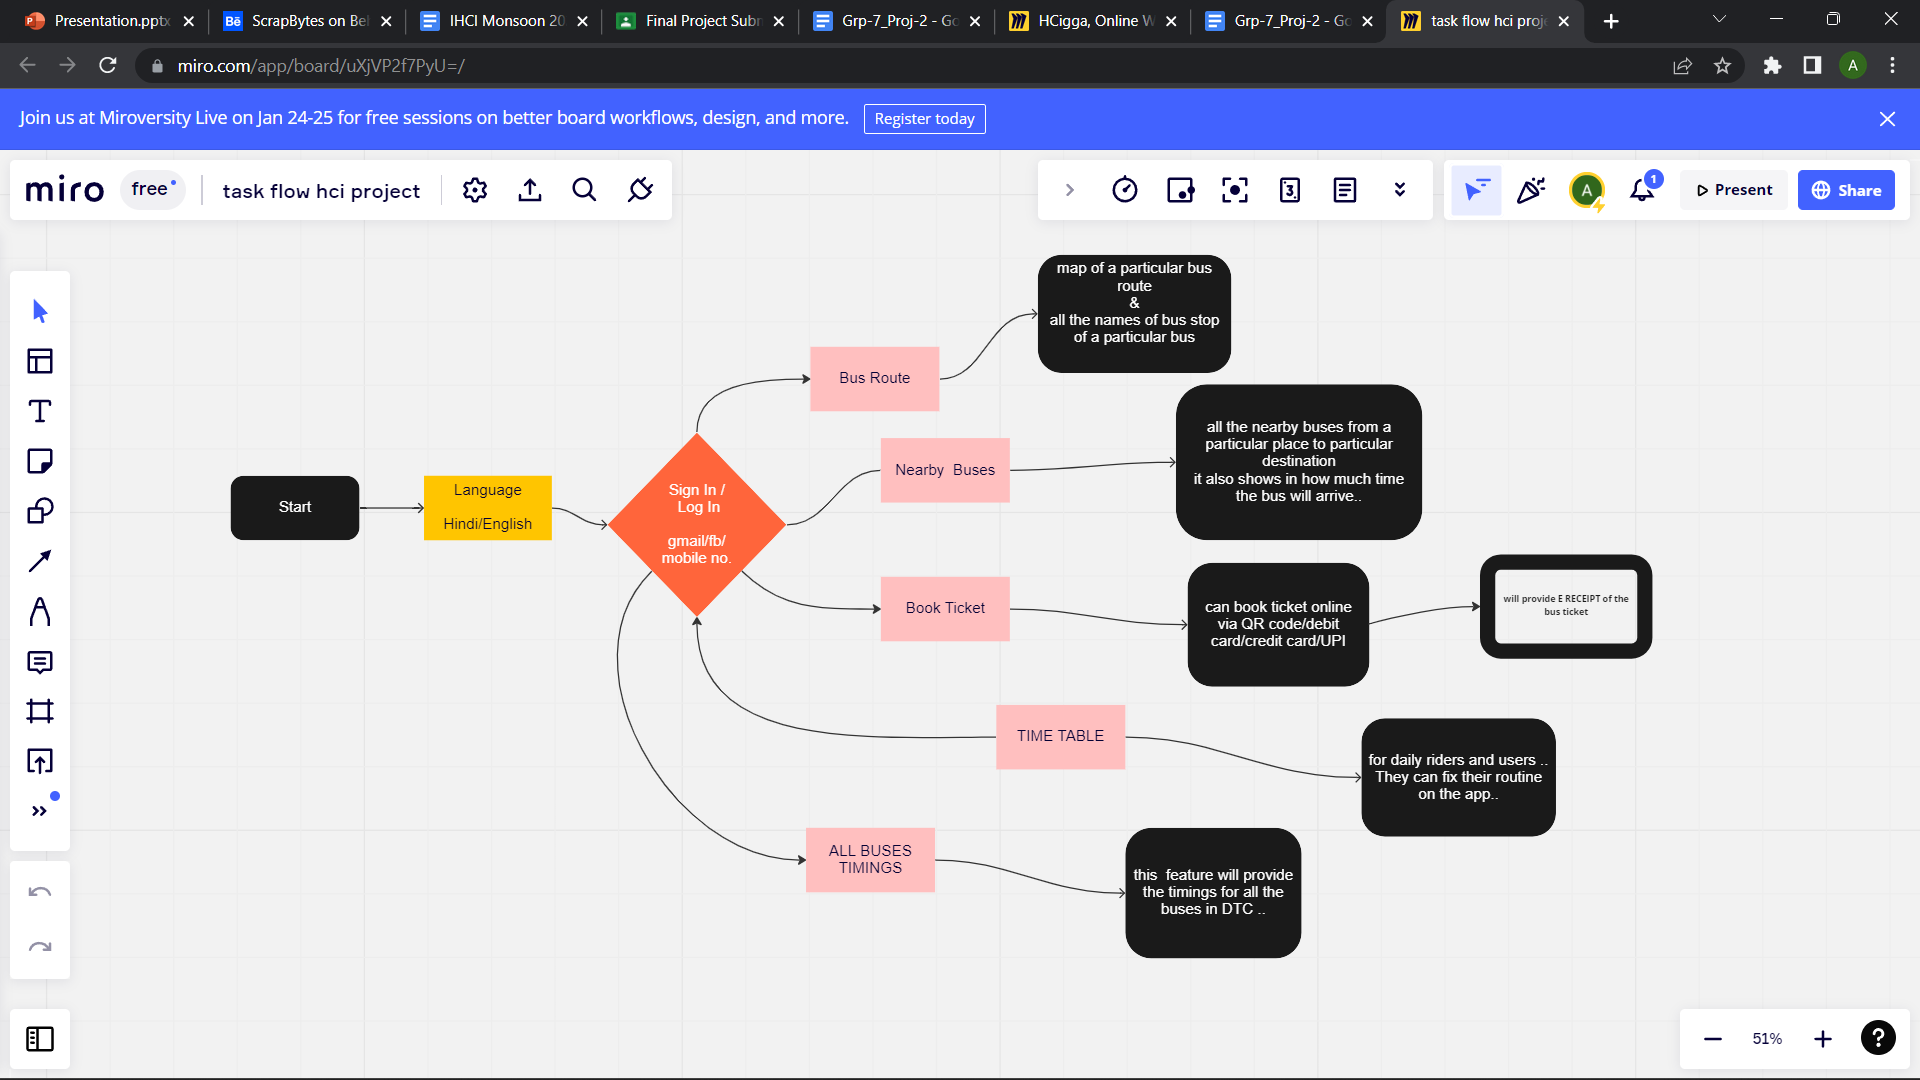 Presentation.pptx
ScrapBytes on Be
IHCI Monsoon 20
Final Project Subm
Grp-7_Proj-2 - Go
HCigga, Online W
Grp-7_Proj-2 - Go
task flow hci proj
miro.com/app/board/uXjVP2f7PyU=/
A
Join us at Miroversity Live on Jan 24-25 for free sessions on better board workflows, design, and more.
Register today
miro
free
task flow hci project
3
A
1
Present
Share
map of a particular bus
route
&
all the names of bus stop
of a particular bus
Bus Route
all the nearby buses from a
particular place to particular
destination
it also shows in how much time
the bus will arrive..
Nearby  Buses
Start
Language
Hindi/English
Sign In /
Log In
gmail/fb/
mobile no.
Book Ticket
can book ticket online
via QR code/debit
card/credit card/UPI
will provide E RECEIPT of the
bus ticket
TIME TABLE
for daily riders and users ..
They can fix their routine
on the app..
ALL BUSES
TIMINGS
this  feature will provide
the timings for all the
buses in DTC ..
51%
?